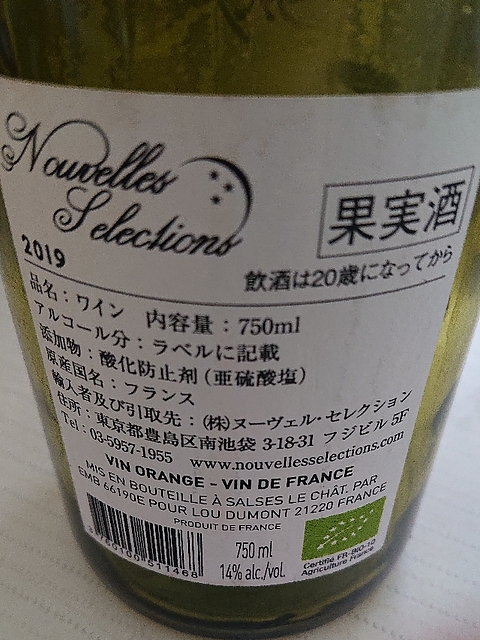 Nouvelles
Selections
2019
果実酒
飲酒は20歳になってから
品名：ワイン　内容量：750ml
アルコール分：ラベルに記載
添加物：酸化防止剤（亜硫酸塩）
原産国名：フランス
輸入者及び引取先：(株)ヌーヴェル・セレクション
住所：東京都豊島区南池袋 3-18-31 フジビル 5F
Tel：03-5957-1955　www.nouvellesselections.com
VIN ORANGE - VIN DE FRANCE
MIS EN BOUTEILLE À SALSES LE CHÂT. PAR
EMB 66190E POUR LOU DUMONT 21220 FRANCE
PRODUIT DE FRANCE
750 ml
14% alc./vol.
Certifié FR-BIO-10
Agriculture France